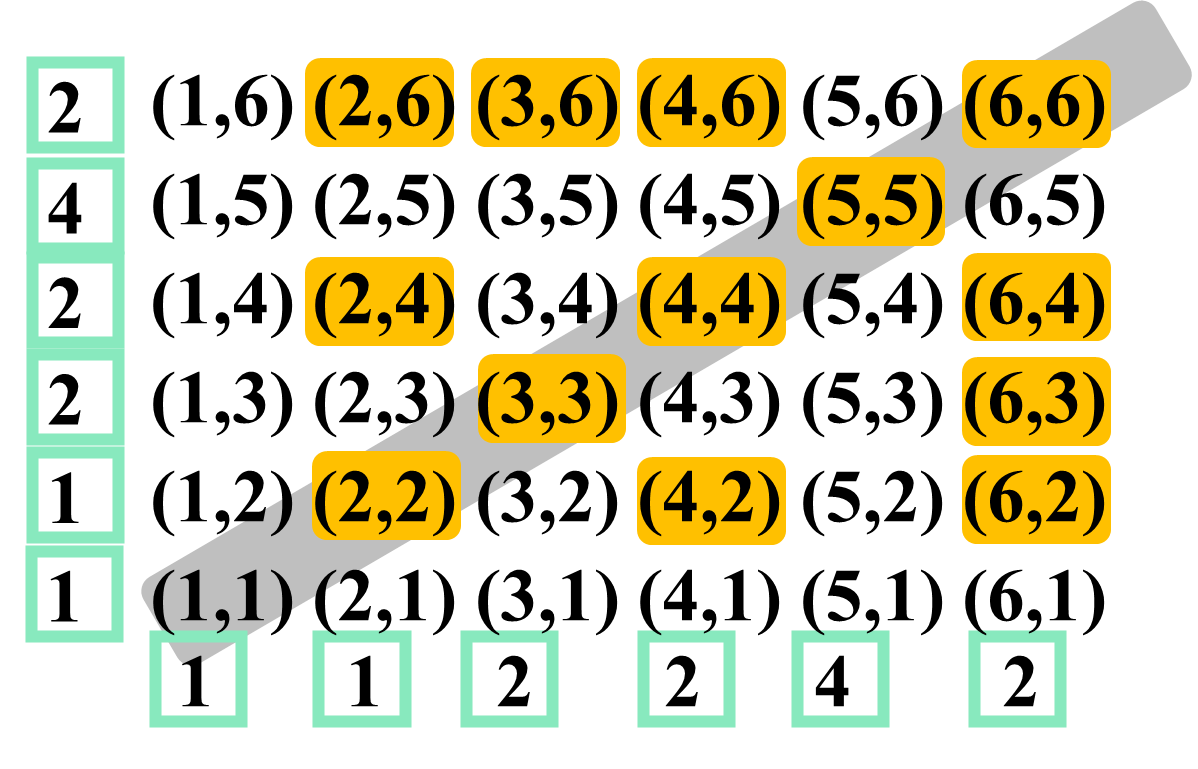 2 (1,6) (2,6) (3,6) (4,6) (5,6) (6,6)
4 (1,5) (2,5) (3,5) (4,5) (5,5) (6,5)
2 (1,4) (2,4) (3,4) (4,4) (5,4) (6,4)
2 (1,3) (2,3) (3,3) (4,3) (5,3) (6,3)
1 (1,2) (2,2) (3,2) (4,2) (5,2) (6,2)
1 (1,1) (2,1) (3,1) (4,1) (5,1) (6,1)
1 1 2 2 4 2